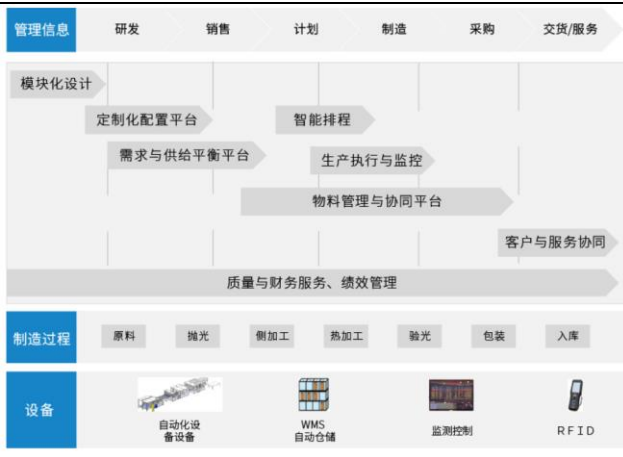 管理信息 研发 销售 计划 制造 采购 交货/服务
模块化设计
定制化配置平台 智能排程
需求与供给平衡平台 生产执行与监控
物料管理与协同平台
客户与服务协同
质量与财务服务、绩效管理
制造过程 原料 抛光 侧加工 热加工 验光 包装 入库
设备
自动化设
备设备
WMS
自动仓储
监测控制
RFID